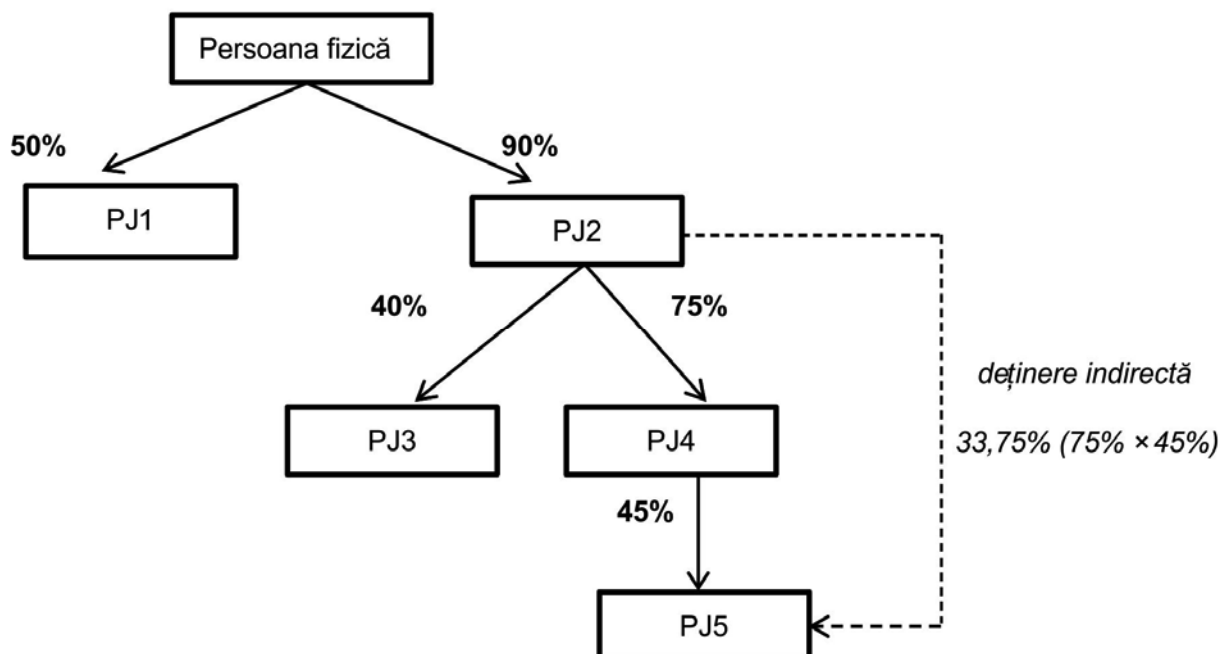 Persoana fizică
50%
90%
PJ1
PJ2
40%
75%
deținere indirectă
PJ3
PJ4
33,75% (75% × 45%)
45%
PJ5